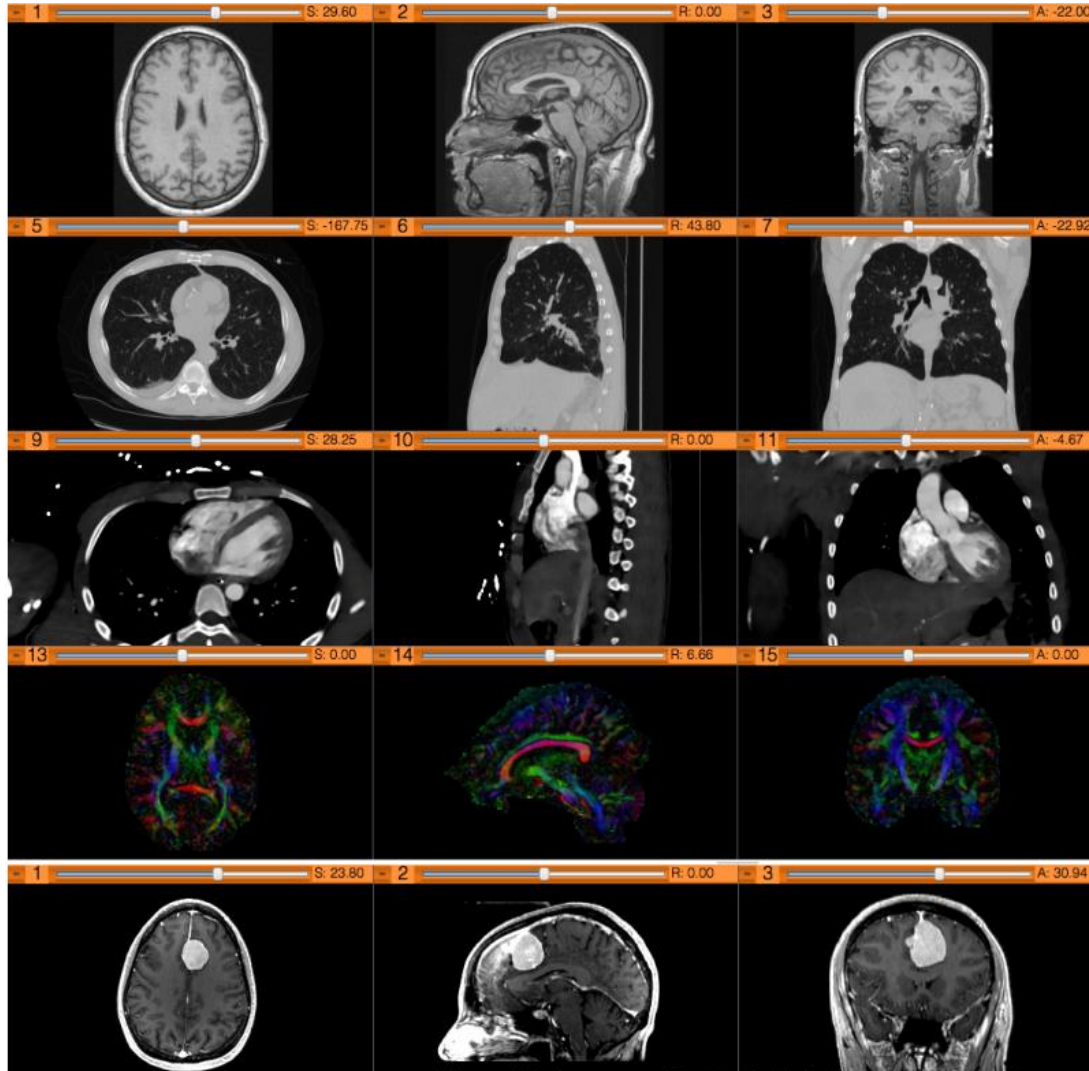 1 S: 29.60 2 R: 0.00 3 A: -22.00
5 S: -167.75 6 R: 43.80 7 A: -22.92
9 S: 28.25 10 R: 0.00 11 A: -4.67
13 S: 0.00 14 R: 6.66 15 A: 0.00
1 S: 23.80 2 R: 0.00 3 A: 30.94